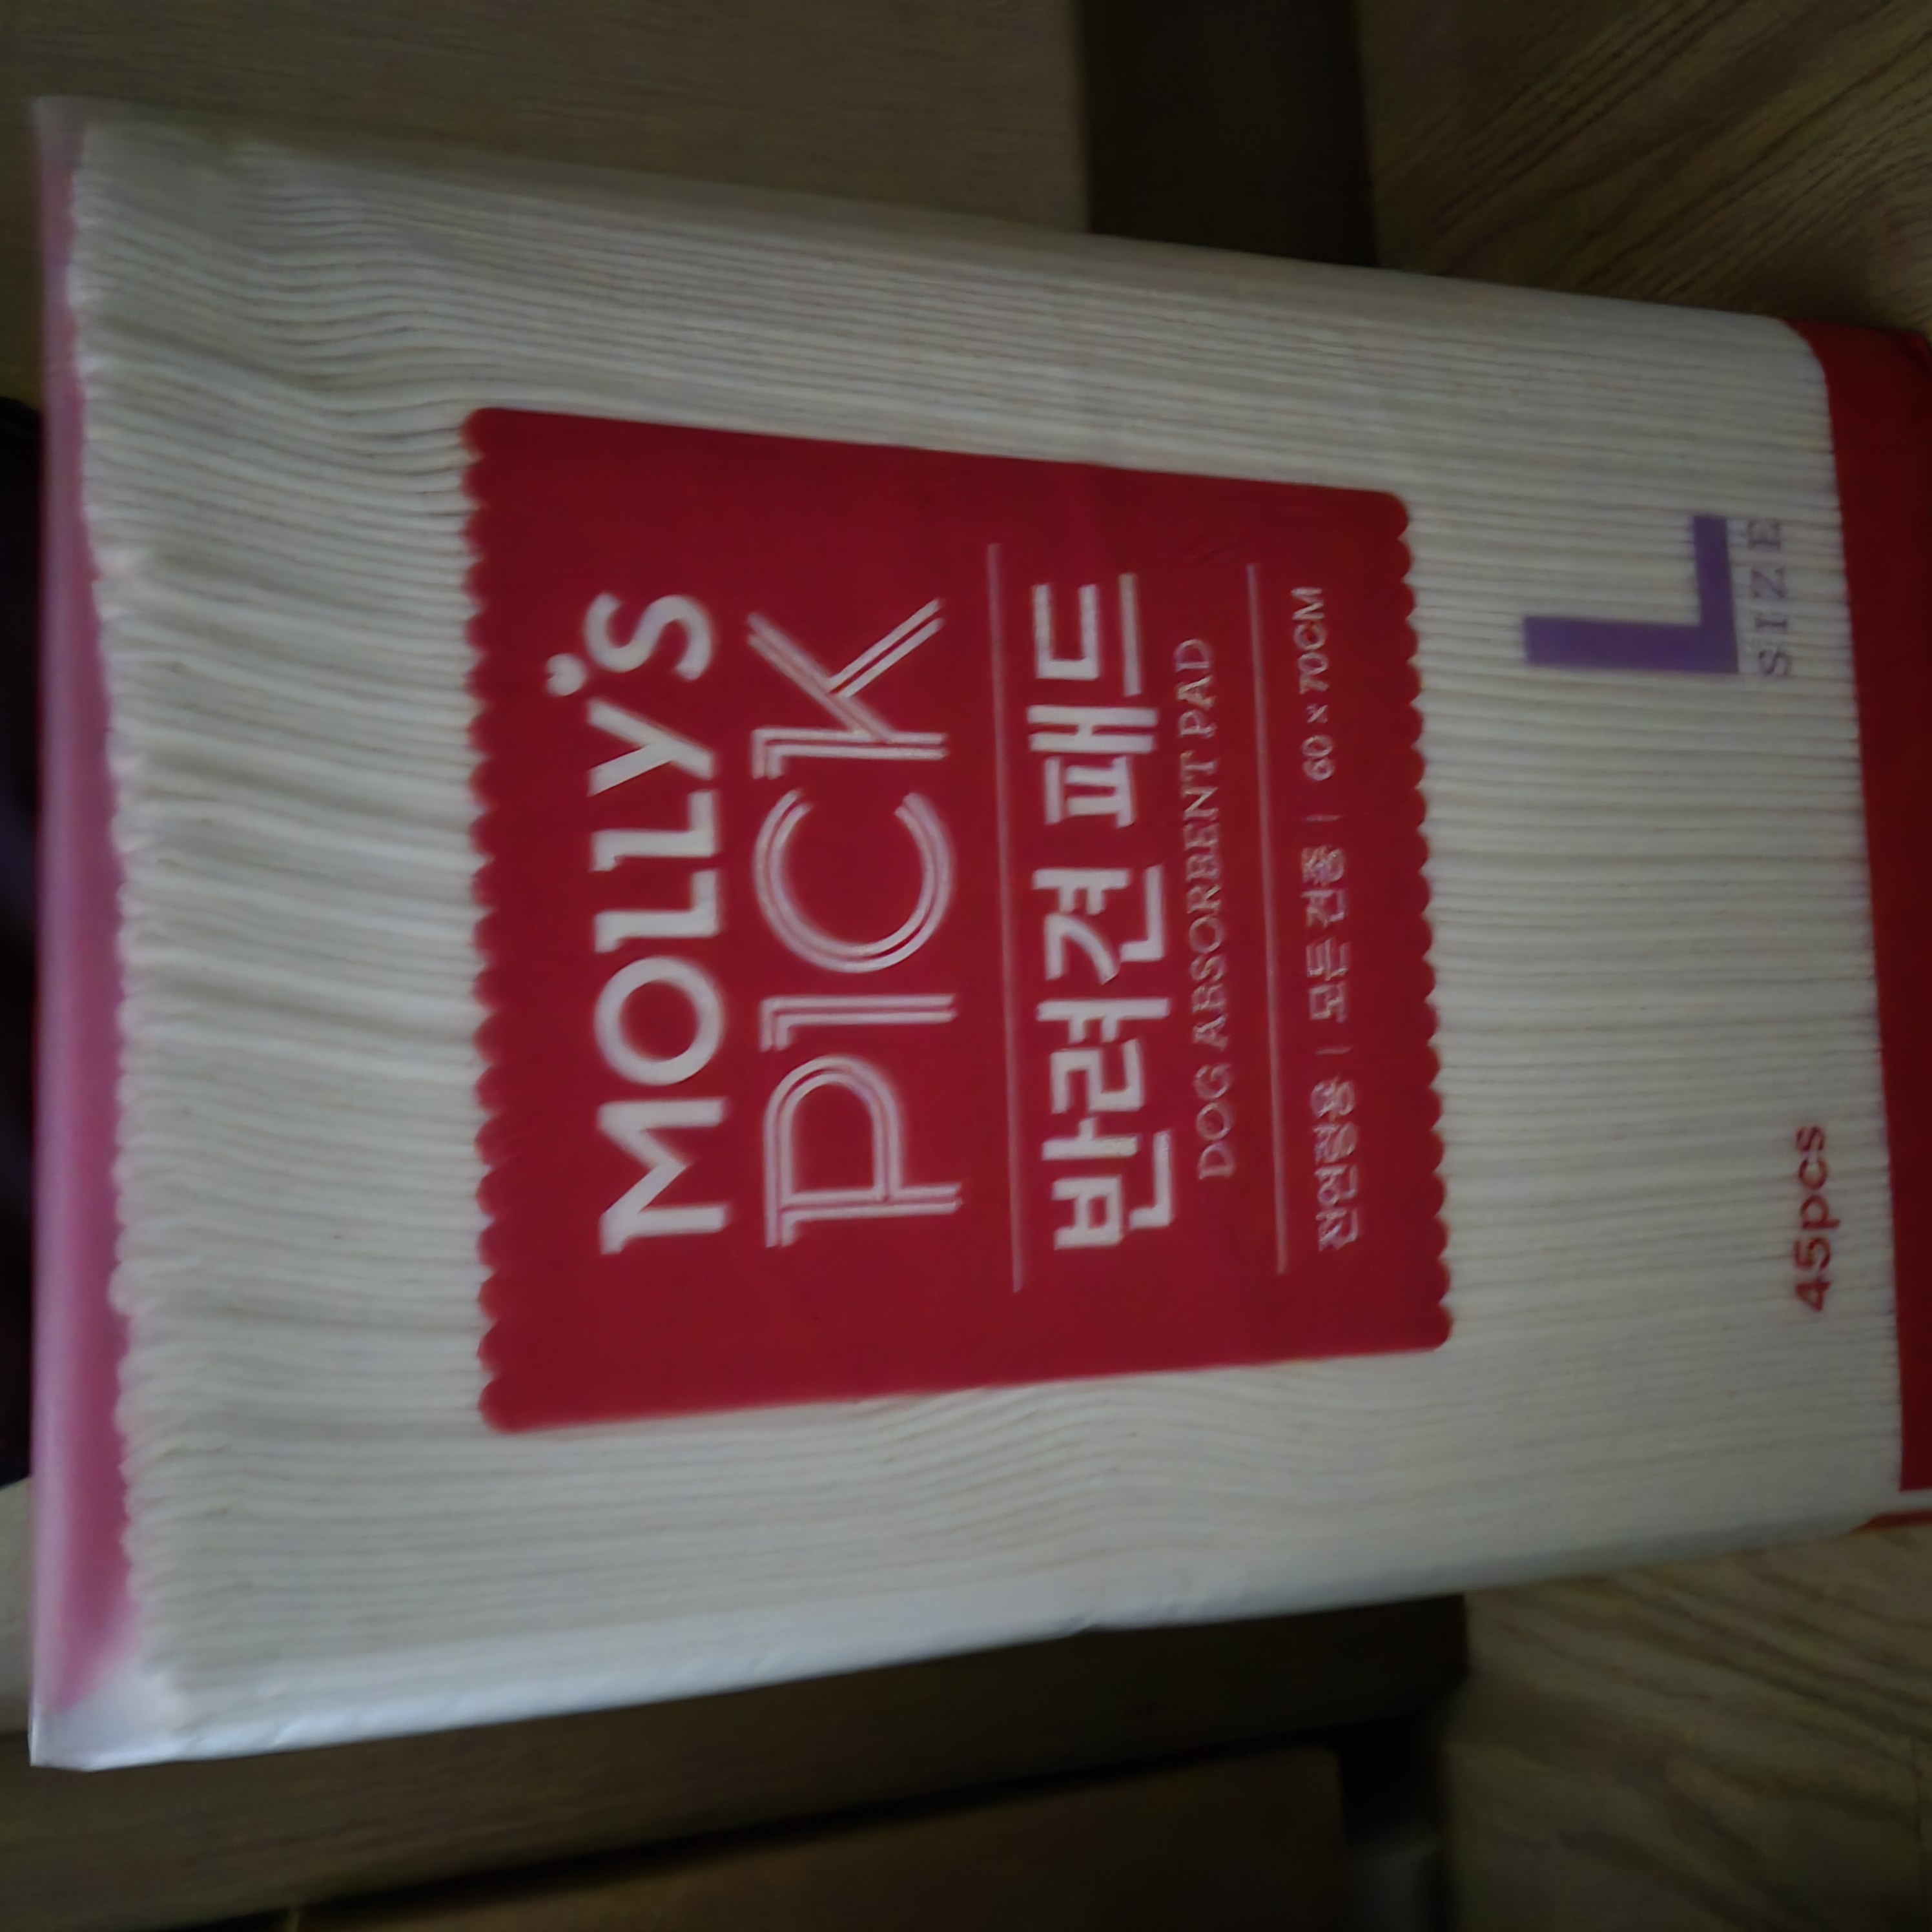 MOLLY'S
PICK
반려견 패드
DOG ABSORBENT PAD
전연령용 | 모든견종 | 60 x 70CM
L
SIZE
45pcs